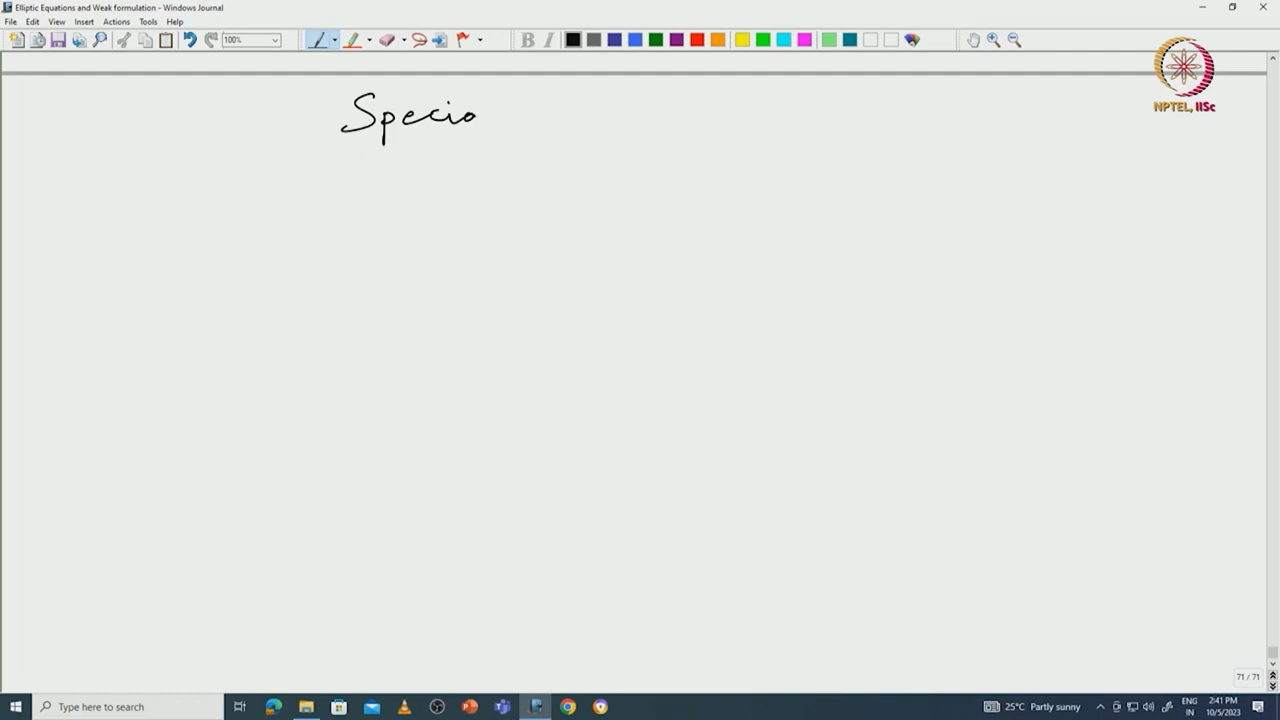 Elliptic Equations and Weak formulation - Windows Journal
File Edit View Insert Actions Tools Help
100%
B I
NPTEL, IISc
Specio
71 / 71
Type here to search
25°C Partly sunny
ENG
IN
2:41 PM
10/5/2023